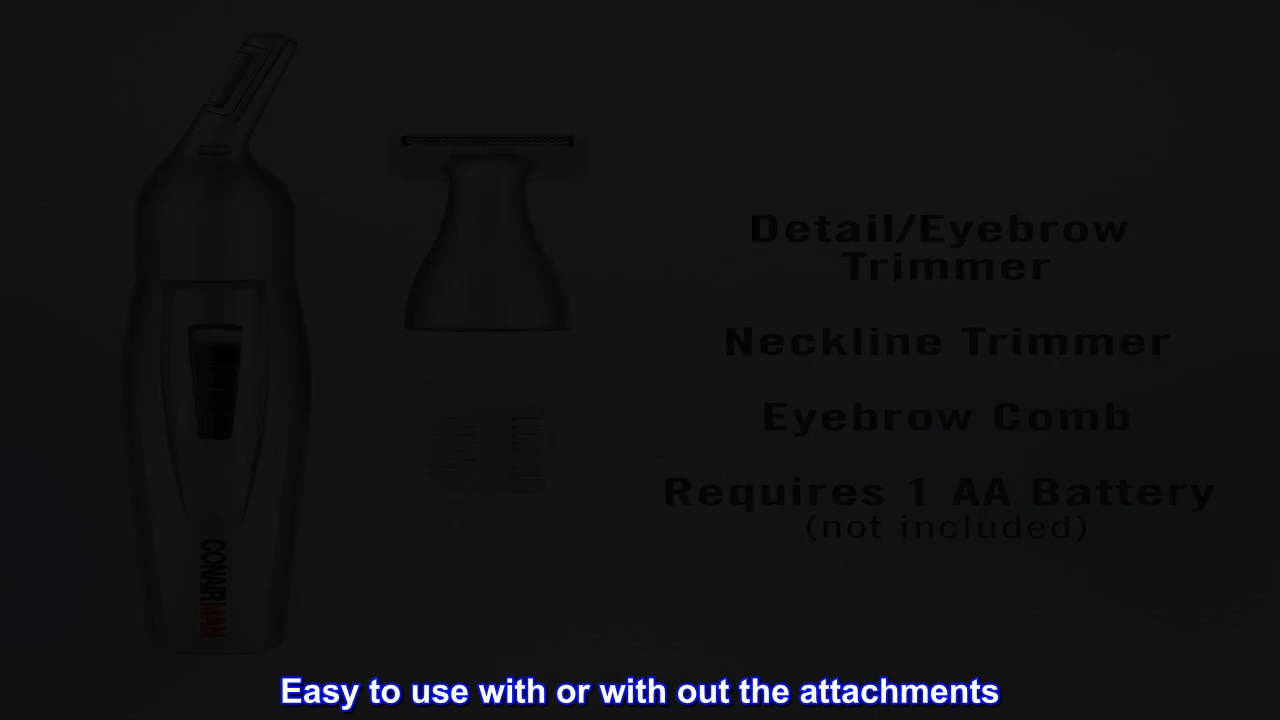 Detail/Eyebrow
Trimmer
Neckline Trimmer
Eyebrow Comb
Requires 1 AA Battery
(not included)
CONAIRMAN
Easy to use with or with out the attachments